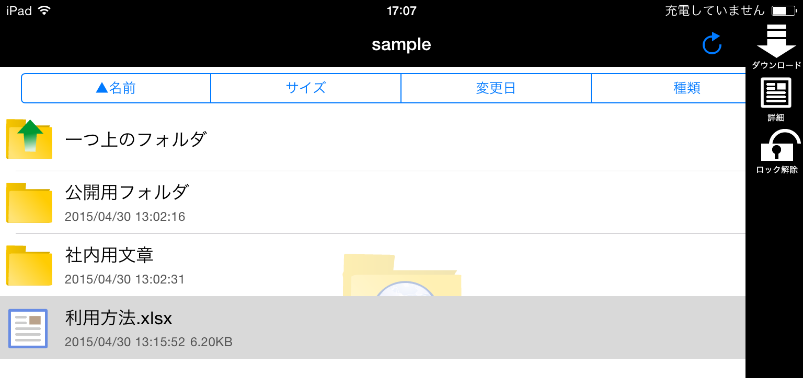 iPad 17:07 充電していません
sample
ダウンロード
▲名前 サイズ 変更日 種類
詳細
一つ上のフォルダ
ロック解除
公開用フォルダ
2015/04/30 13:02:16
社内用文章
2015/04/30 13:02:31
利用方法.xlsx
2015/04/30 13:15:52 6.20KB